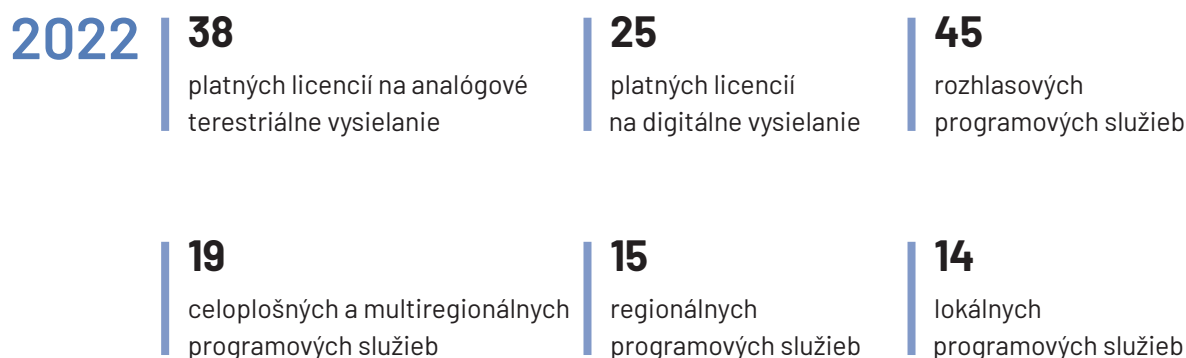 2022
38
platných licencií na analógové
terestriálne vysielanie
25
platných licencií
na digitálne vysielanie
45
rozhlasových
programových služieb
19
celoplošných a multiregionálnych
programových služieb
15
regionálnych
programových služieb
14
lokálnych
programových služieb